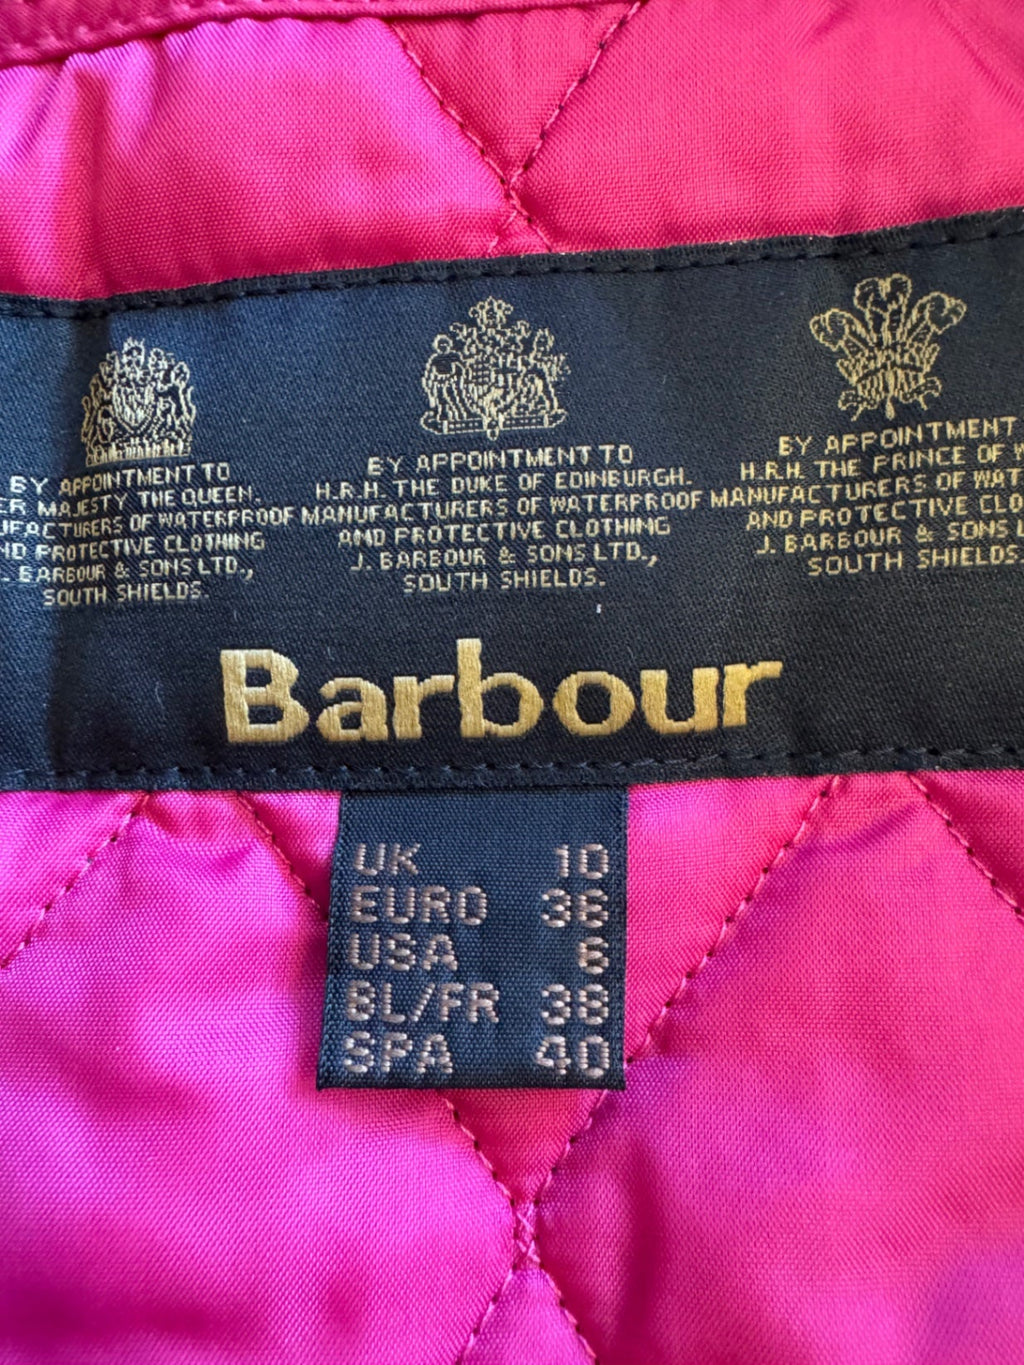 BY APPOINTMENT TO
ER MAJESTY THE QUEEN.
UFACTURERS OF WATERPROOF
ND PROTECTIVE CLOTHING
. BARBOUR & SONS LTD.,
SOUTH SHIELDS.
BY APPOINTMENT TO
H.R.H. THE DUKE OF EDINBURGH.
MANUFACTURERS OF WATERPROOF
AND PROTECTIVE CLOTHING
J. BARBOUR & SONS LTD.,
SOUTH SHIELDS.
BY APPOINTMENT
H.R.H. THE PRINCE OF W
MANUFACTURERS OF WAT
AND PROTECTIVE CLO
J. BARBOUR & SONS L
SOUTH SHIELDS.
Barbour
UK 10
EURO 36
USA 6
BL/FR 38
SPA 40